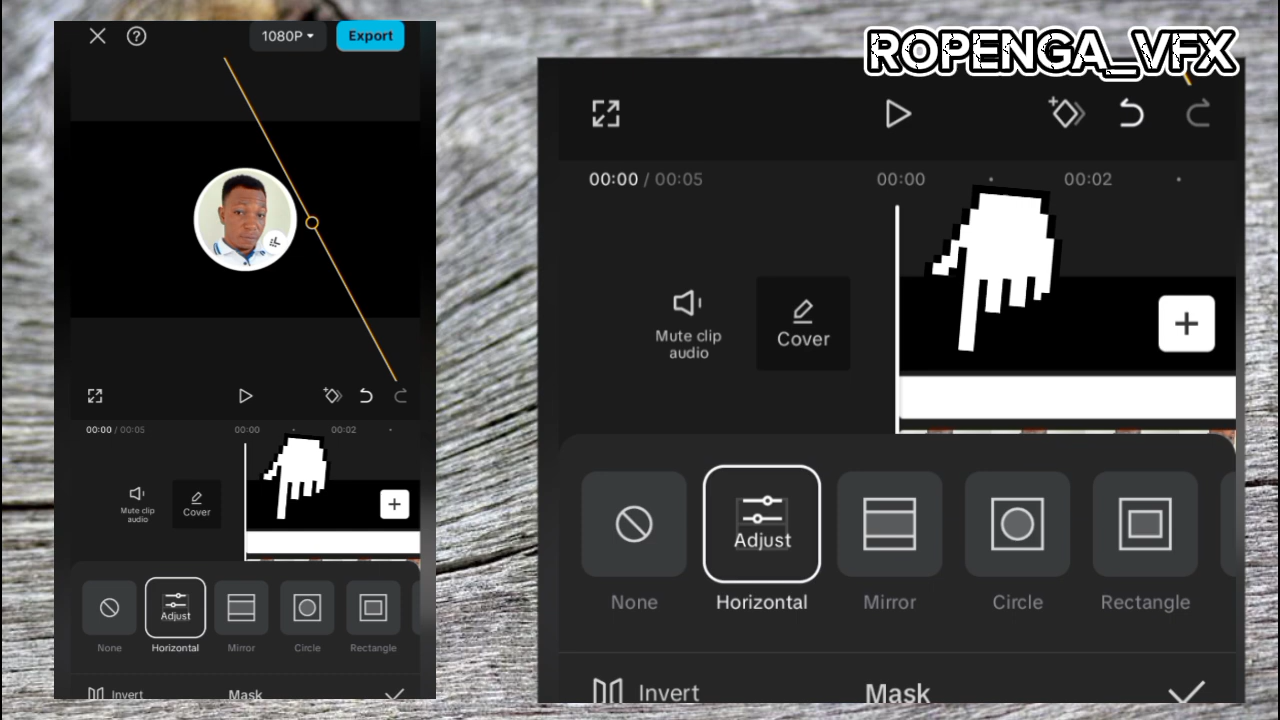 ROPENGA_VFX
1080P
Export
00:00 / 00:05
00:00
00:02
Mute clip
audio
Cover
Adjust
None
Horizontal
Mirror
Circle
Rectangle
Invert
Mask
00:00 / 00:05
00:00
00:02
Mute clip
audio
Cover
Adjust
None
Horizontal
Mirror
Circle
Rectangle
Invert
Mask